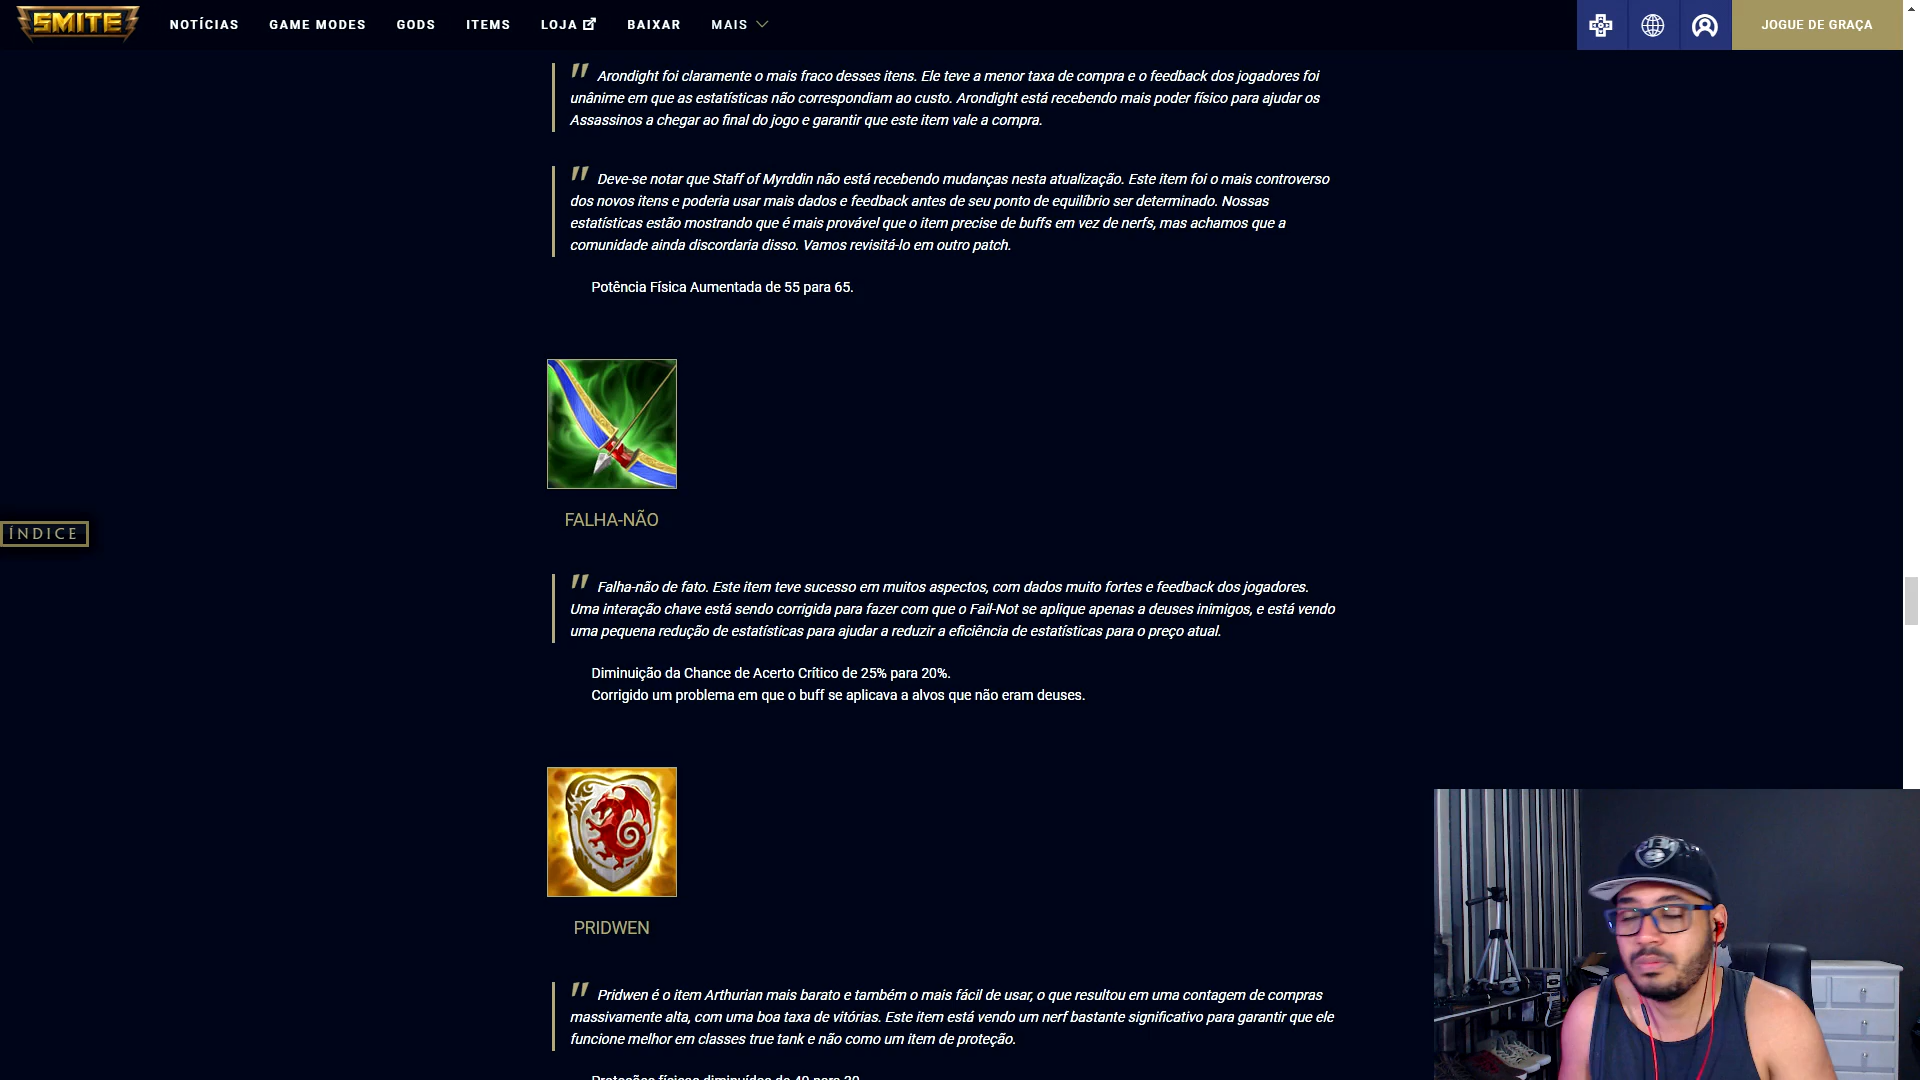 SMITE
NOTÍCIAS
GAME MODES
GODS
ITEMS
LOJA
BAIXAR
MAIS
JOGUE DE GRAÇA
" Arondight foi claramente o mais fraco desses itens. Ele teve a menor taxa de compra e o feedback dos jogadores foi
unânime em que as estatísticas não correspondiam ao custo. Arondight está recebendo mais poder físico para ajudar os
Assassinos a chegar ao final do jogo e garantir que este item vale a compra.
" Deve-se notar que Staff of Myrddin não está recebendo mudanças nesta atualização. Este item foi o mais controverso
dos novos itens e poderia usar mais dados e feedback antes de seu ponto de equilíbrio ser determinado. Nossas
estatísticas estão mostrando que é mais provável que o item precise de buffs em vez de nerfs, mas achamos que a
comunidade ainda discordaria disso. Vamos revisitá-lo em outro patch.
Potência Física Aumentada de 55 para 65.
FALHA-NÃO
ÍNDICE
" Falha-não de fato. Este item teve sucesso em muitos aspectos, com dados muito fortes e feedback dos jogadores.
Uma interação chave está sendo corrigida para fazer com que o Fail-Not se aplique apenas a deuses inimigos, e está vendo
uma pequena redução de estatísticas para ajudar a reduzir a eficiência de estatísticas para o preço atual.
Diminuição da Chance de Acerto Crítico de 25% para 20%.
Corrigido um problema em que o buff se aplicava a alvos que não eram deuses.
PRIDWEN
" Pridwen é o item Arthurian mais barato e também o mais fácil de usar, o que resultou em uma contagem de compras
massivamente alta, com uma boa taxa de vitórias. Este item está vendo um nerf bastante significativo para garantir que ele
funcione melhor em classes true tank e não como um item de proteção.